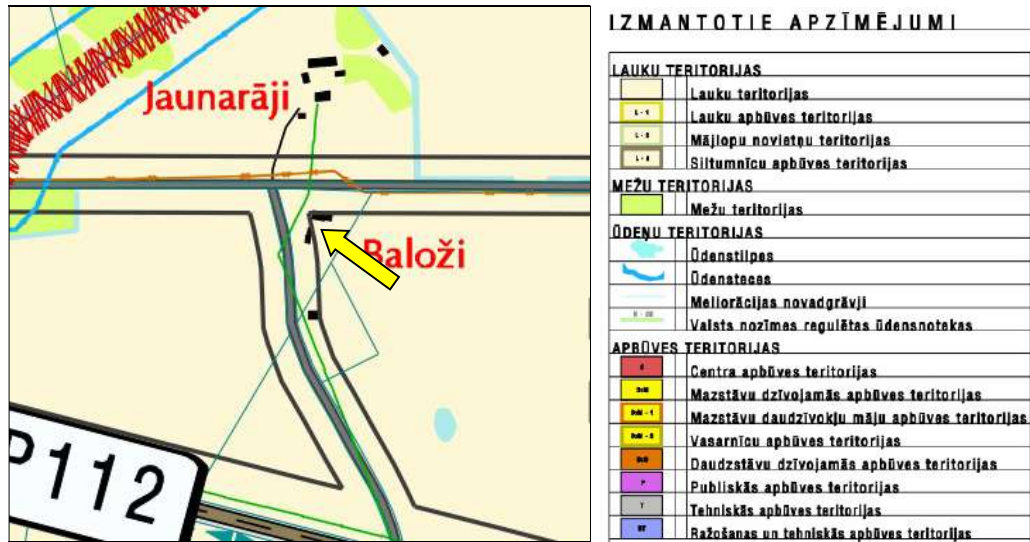 Jaunarāji
Baloži
P112
IZMANTOTIE APZĪMĒJUMI
LAUKU TERITORIJAS
Lauku teritorijas
L - 1 Lauku apbūves teritorijas
Mājlopu novietņu teritorijas
Siltumnīcu apbūves teritorijas
MEŽU TERITORIJAS
Mežu teritorijas
ŪDEŅU TERITORIJAS
Ūdenstilpes
Ūdensteces
Meliorācijas novadgrāvji
Valsts nozīmes regulētas ūdensnotekas
APBŪVES TERITORIJAS
Centra apbūves teritorijas
Mazstāvu dzīvojamās apbūves teritorijas
Mazstāvu daudzīvokļu māju apbūves teritorijas
Vasarnīcu apbūves teritorijas
Daudzstāvu dzīvojamās apbūves teritorijas
P Publiskās apbūves teritorijas
T Tehniskās apbūves teritorijas
Ražošanas un tehniskās apbūves teritorijas